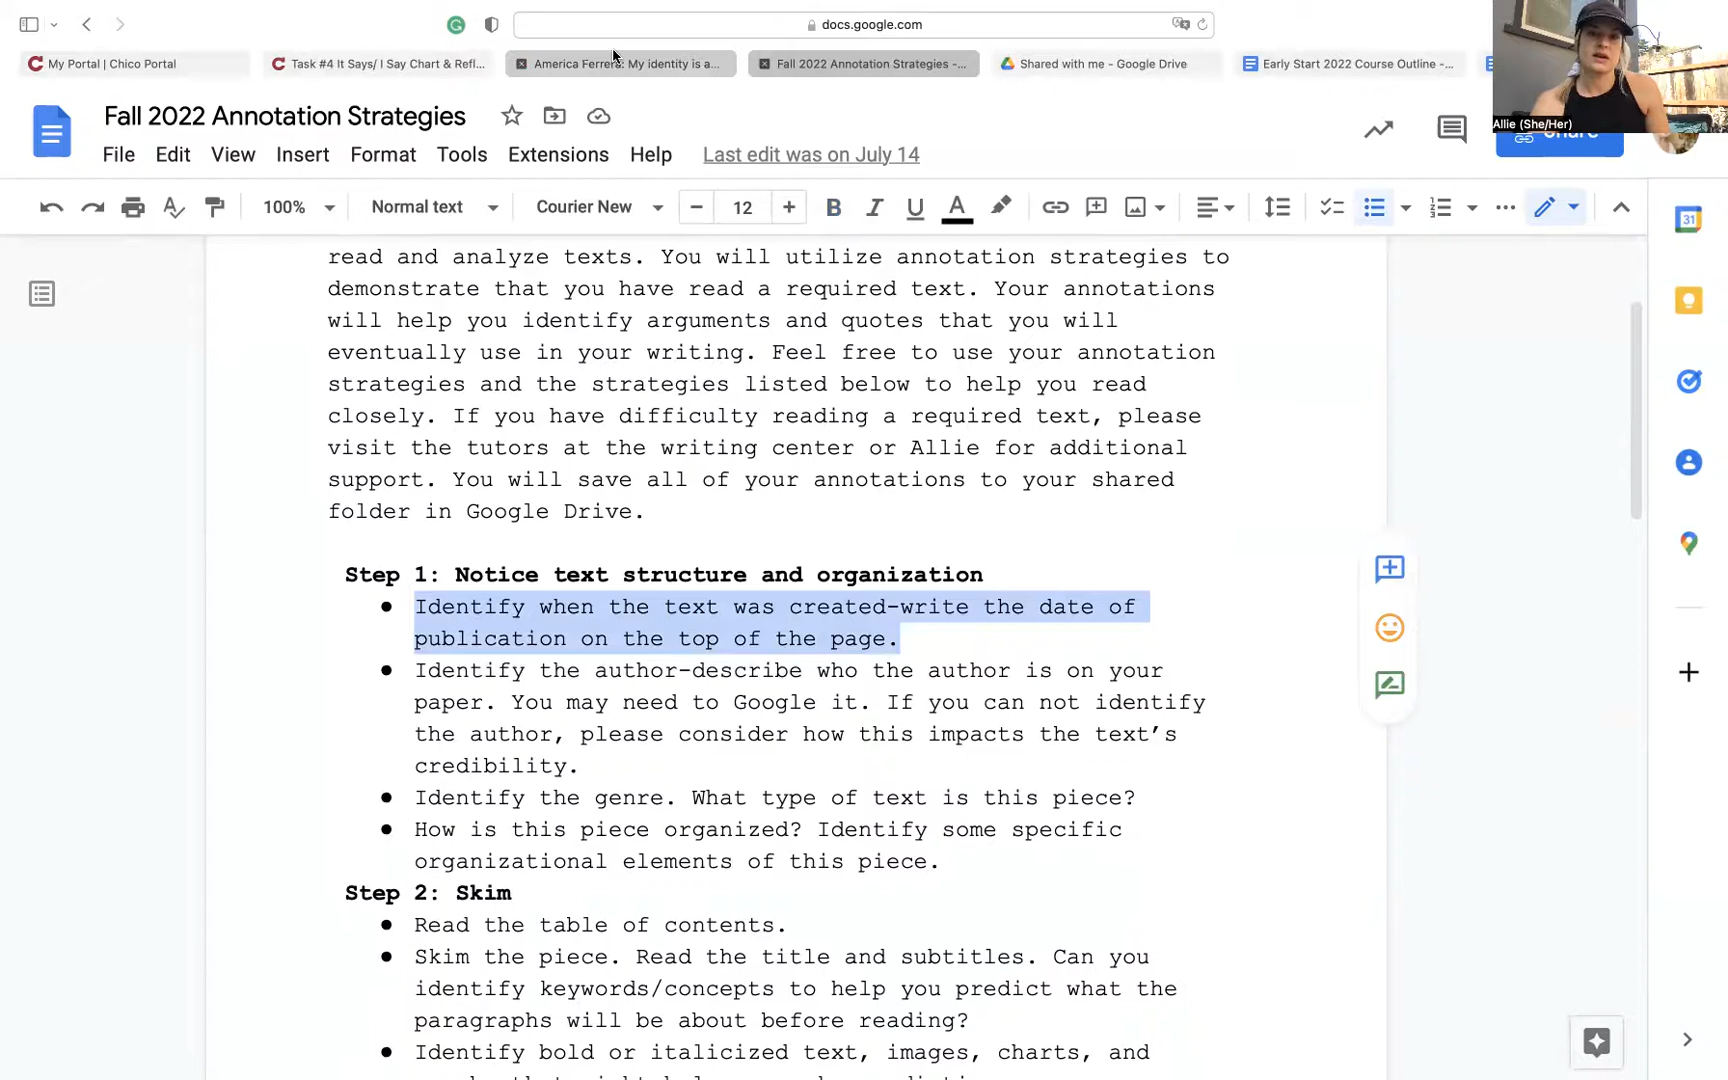 docs.google.com
My Portal | Chico Portal
Task #4 It Says/ I Say Chart & Refl...
America Ferrera: My identity is a...
Fall 2022 Annotation Strategies -...
Shared with me - Google Drive
Early Start 2022 Course Outline -...
Allie (She/Her)
Fall 2022 Annotation Strategies
Share
File Edit View Insert Format Tools Extensions Help Last edit was on July 14
100% Normal text Courier New 12
31
read and analyze texts. You will utilize annotation strategies to
demonstrate that you have read a required text. Your annotations
will help you identify arguments and quotes that you will
eventually use in your writing. Feel free to use your annotation
strategies and the strategies listed below to help you read
closely. If you have difficulty reading a required text, please
visit the tutors at the writing center or Allie for additional
support. You will save all of your annotations to your shared
folder in Google Drive.
Step 1: Notice text structure and organization
● Identify when the text was created-write the date of
publication on the top of the page.
● Identify the author-describe who the author is on your
paper. You may need to Google it. If you can not identify
the author, please consider how this impacts the text’s
credibility.
● Identify the genre. What type of text is this piece?
● How is this piece organized? Identify some specific
organizational elements of this piece.
Step 2: Skim
● Read the table of contents.
● Skim the piece. Read the title and subtitles. Can you
identify keywords/concepts to help you predict what the
paragraphs will be about before reading?
● Identify bold or italicized text, images, charts, and